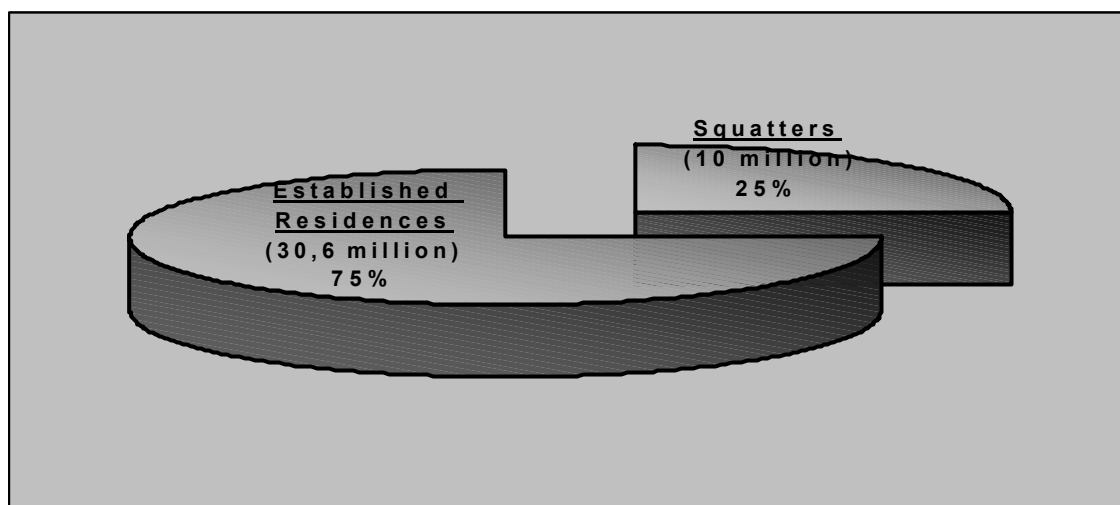 Squatters
(10 million)
25%
Established
Residences
(30,6 million)
75%